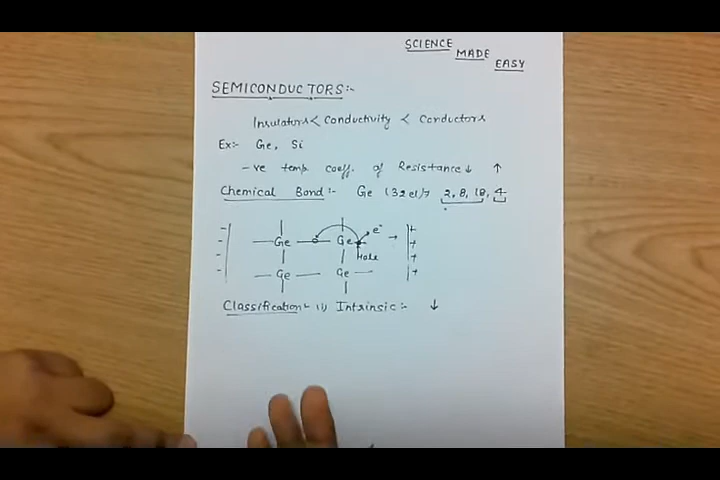 SCIENCE
MADE
EASY
SEMICONDUCTORS:-
Insulators < Conductivity < Conductors
Ex:- Ge, Si
-ve temp coeff. of Resistance ↓ ↑
Chemical Bond:- Ge (32 el) → 2, 8, 18, 4
- +
- Ge Ge e⁻ → +
- Hole +
- Ge Ge +
Classification:- (i) Intrinsic:- ↓